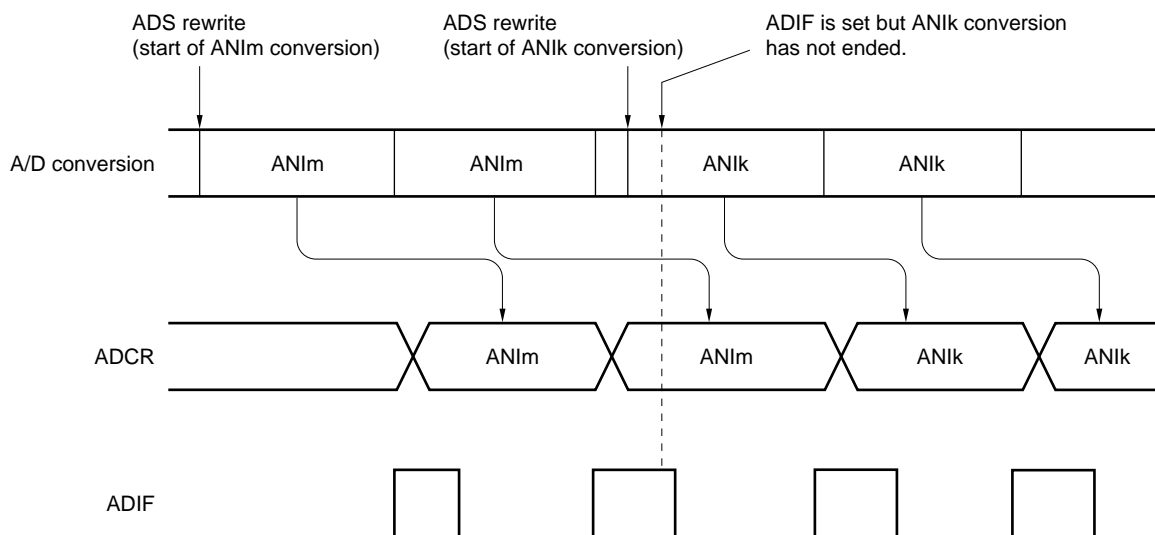 ADS rewrite
(start of ANIm conversion)
ADS rewrite
(start of ANIk conversion)
ADIF is set but ANIk conversion
has not ended.
A/D conversion
ANIm
ANIm
ANIk
ANIk
ADCR
ANIm
ANIm
ANIk
ANIk
ADIF